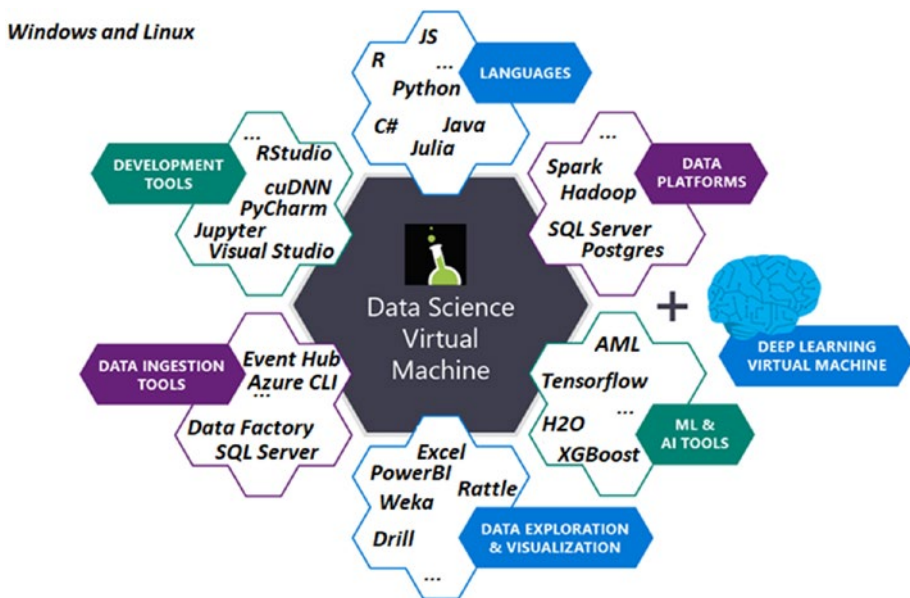 Windows and Linux
JS
R
...
Python
C#
Java
Julia
LANGUAGES
...
RStudio
cuDNN
PyCharm
Jupyter
Visual Studio
DEVELOPMENT
TOOLS
...
Spark
Hadoop
SQL Server
Postgres
DATA
PLATFORMS
Data Science
Virtual
Machine
+
DEEP LEARNING
VIRTUAL MACHINE
Event Hub
Azure CLI
...
Data Factory
SQL Server
DATA INGESTION
TOOLS
AML
Tensorflow
...
H2O
XGBoost
ML &
AI TOOLS
Excel
PowerBI
Rattle
Weka
Drill
...
DATA EXPLORATION
& VISUALIZATION